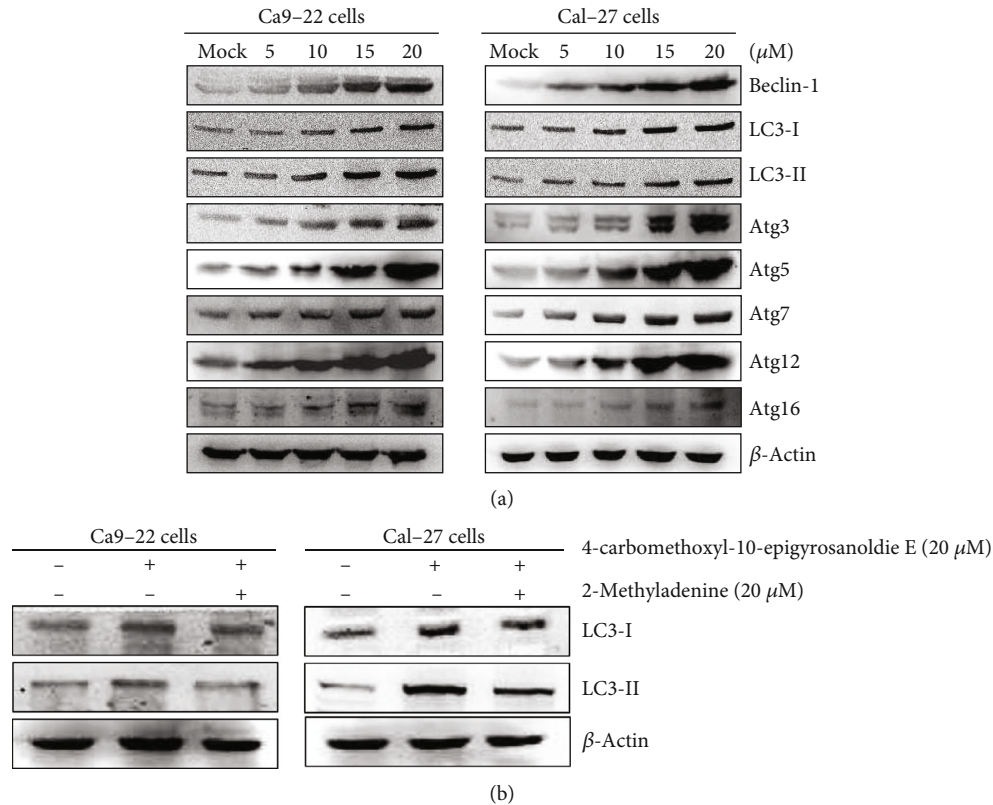 Ca9–22 cells Cal–27 cells
Mock 5 10 15 20 Mock 5 10 15 20 (μM)
Beclin-1
LC3-I
LC3-II
Atg3
Atg5
Atg7
Atg12
Atg16
β-Actin
(a)
Ca9–22 cells Cal–27 cells
– + + – + + 4-carbomethoxyl-10-epigyrosanoldie E (20 μM)
– – + – – + 2-Methyladenine (20 μM)
LC3-I
LC3-II
β-Actin
(b)